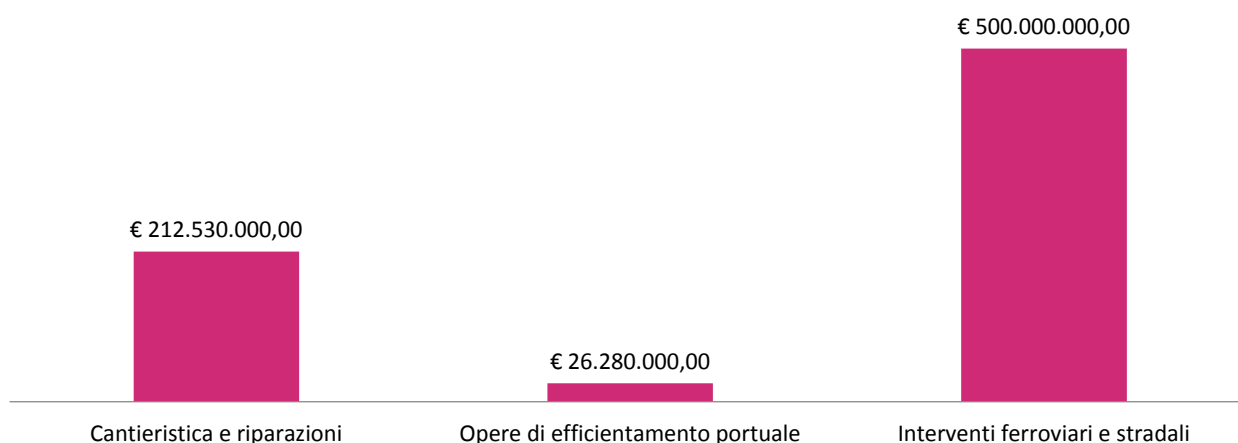 € 500.000.000,00
€ 212.530.000,00
€ 26.280.000,00
Cantieristica e riparazioni
Opere di efficientamento portuale
Interventi ferroviari e stradali